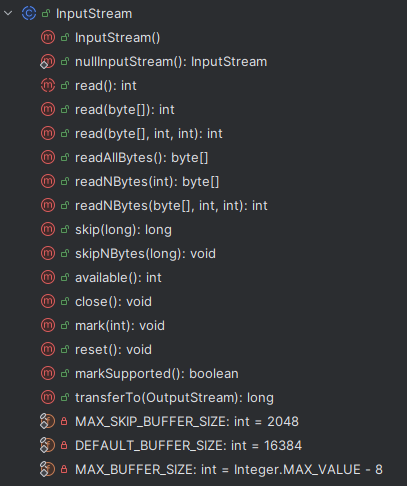 InputStream
InputStream()
nullInputStream(): InputStream
read(): int
read(byte[]): int
read(byte[], int, int): int
readAllBytes(): byte[]
readNBytes(int): byte[]
readNBytes(byte[], int, int): int
skip(long): long
skipNBytes(long): void
available(): int
close(): void
mark(int): void
reset(): void
markSupported(): boolean
transferTo(OutputStream): long
MAX_SKIP_BUFFER_SIZE: int = 2048
DEFAULT_BUFFER_SIZE: int = 16384
MAX_BUFFER_SIZE: int = Integer.MAX_VALUE - 8